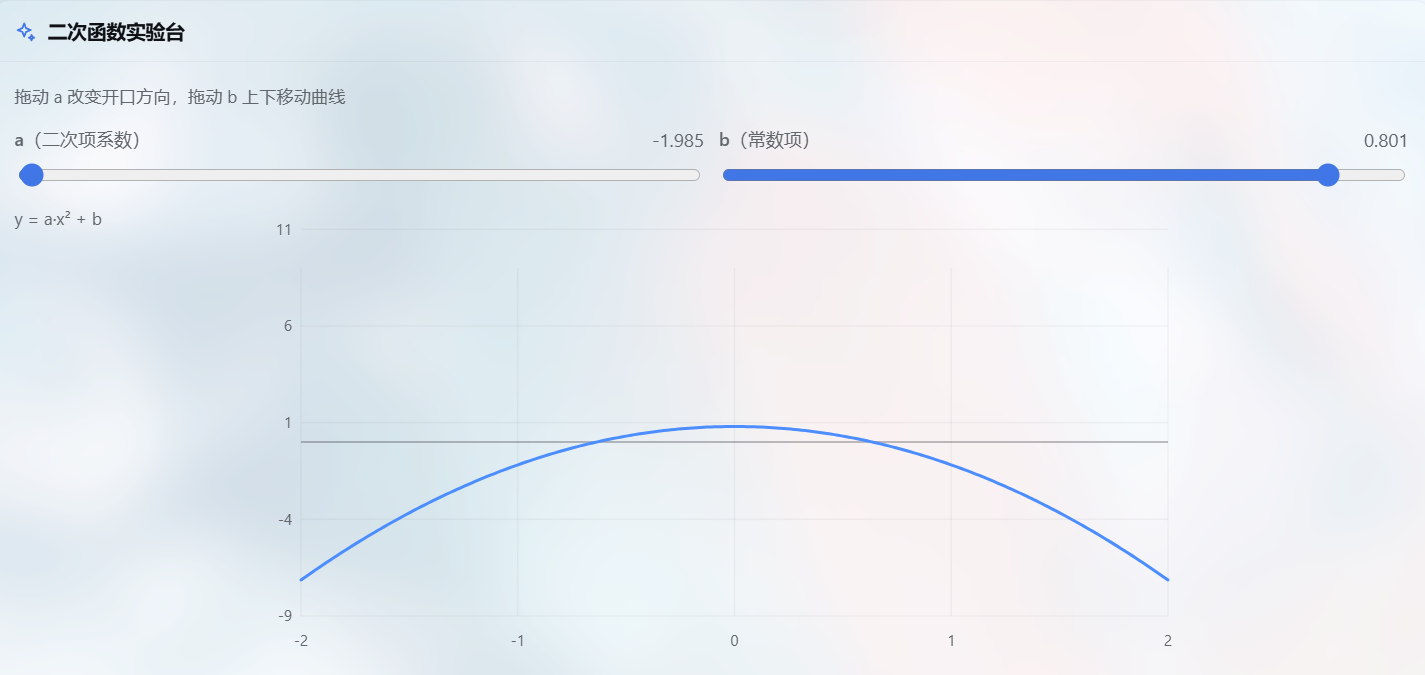 二次函数实验台
拖动 a 改变开口方向，拖动 b 上下移动曲线
a（二次项系数） -1.985 b（常数项） 0.801
y = a·x² + b
11
6
1
-4
-9
-2 -1 0 1 2